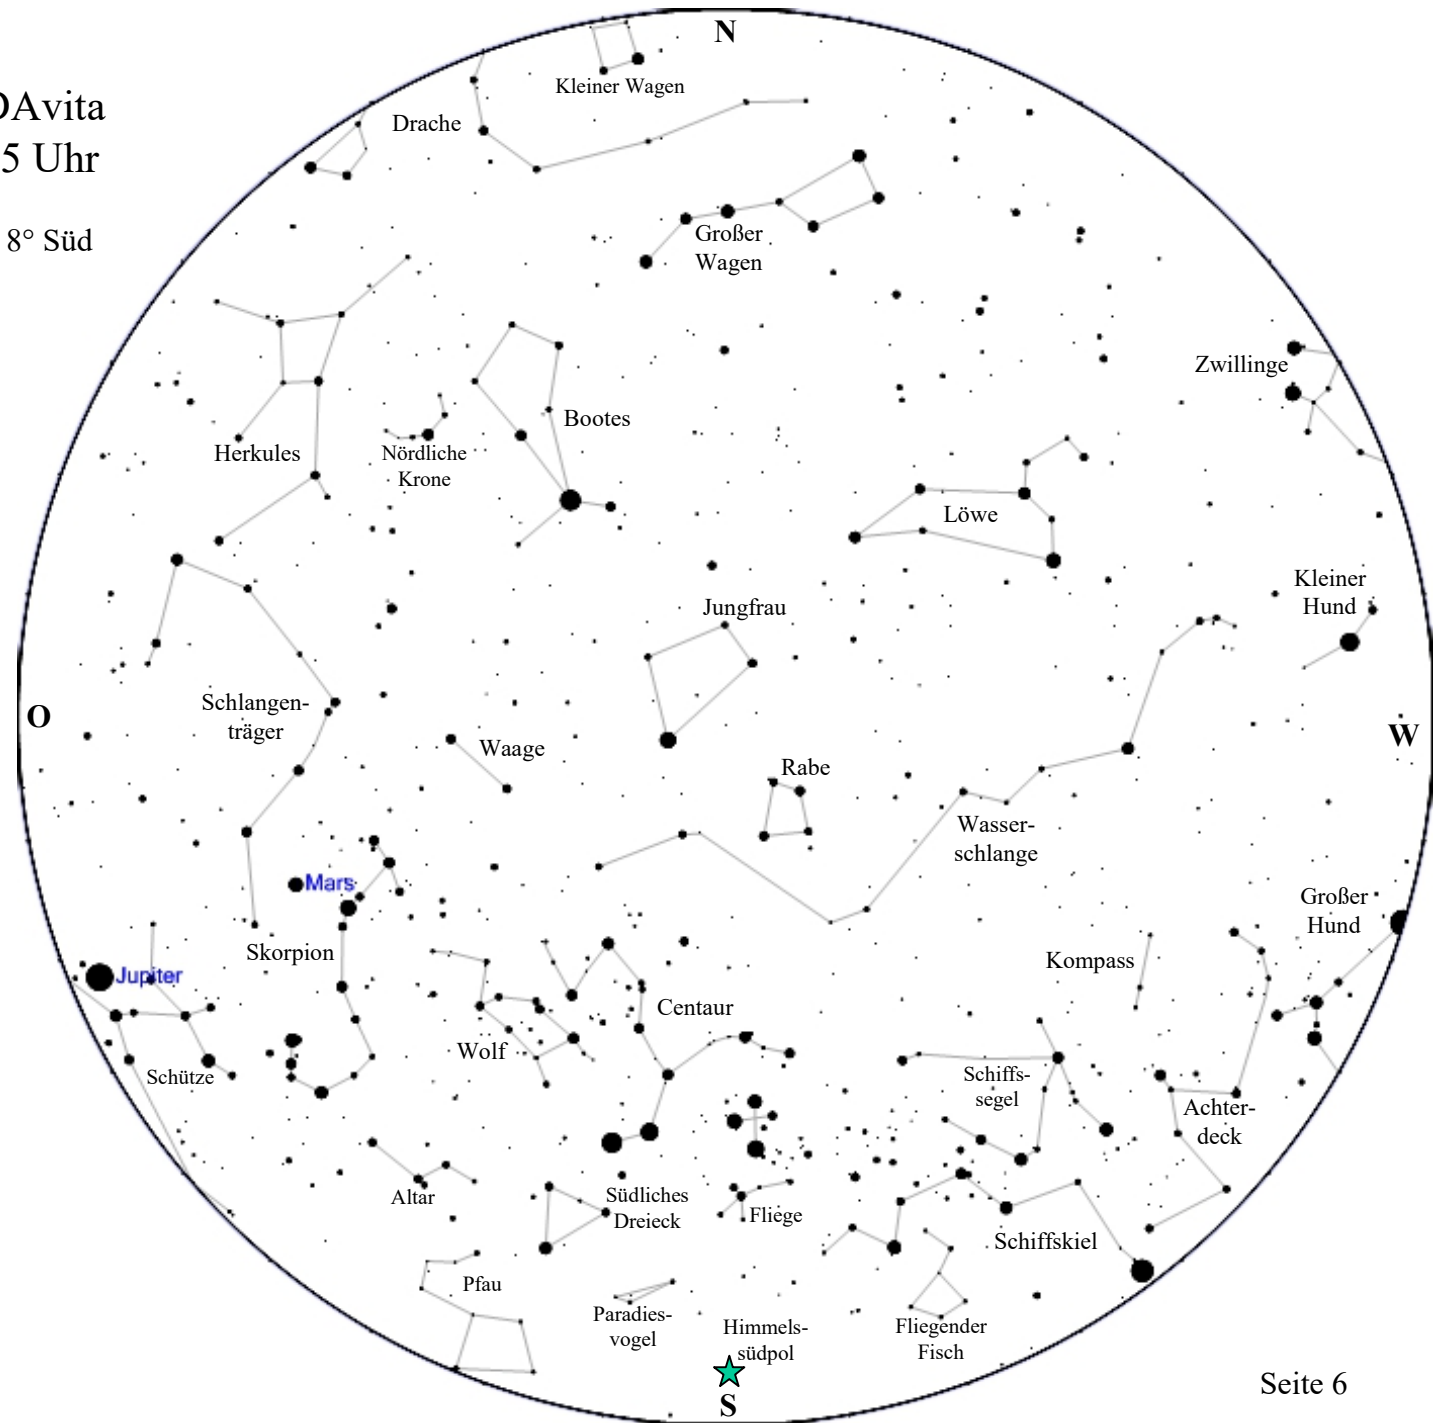 N
DAvita
5 Uhr
8° Süd
Kleiner Wagen
Drache
Großer
Wagen
Zwillinge
Bootes
Herkules
Nördliche
Krone
Löwe
Kleiner
Hund
Jungfrau
Schlangen-
träger
O
W
Waage
Rabe
Wasser-
schlange
Mars
Großer
Hund
Skorpion
Kompass
Jupiter
Centaur
Wolf
Schütze
Schiffs-
segel
Achter-
deck
Altar
Südliches
Dreieck
Fliege
Schiffskiel
Pfau
Paradies-
vogel
Himmels-
südpol
Fliegender
Fisch
S
Seite 6